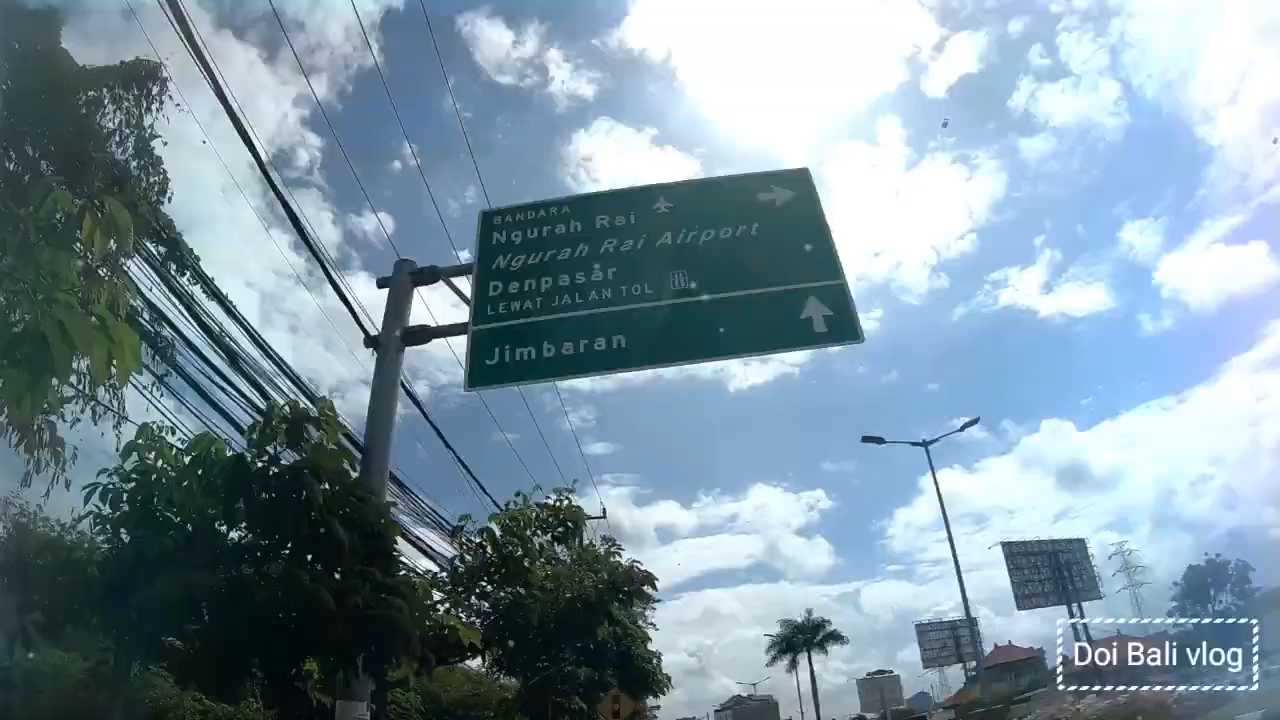 BANDARA
Ngurah Rai
Ngurah Rai Airport
Denpasar
LEWAT JALAN TOL
Jimbaran
Doi Bali vlog